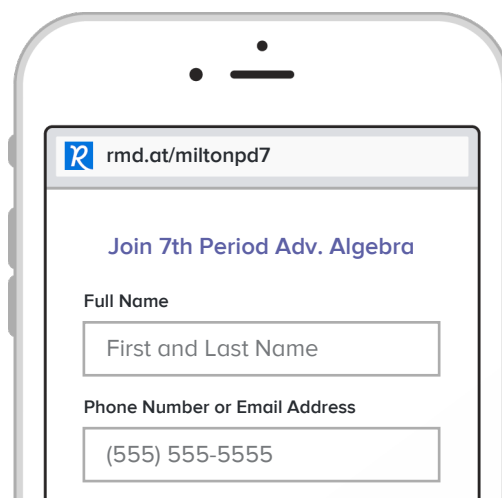 rmd.at/miltonpd7
Join 7th Period Adv. Algebra
Full Name
First and Last Name
Phone Number or Email Address
(555) 555-5555